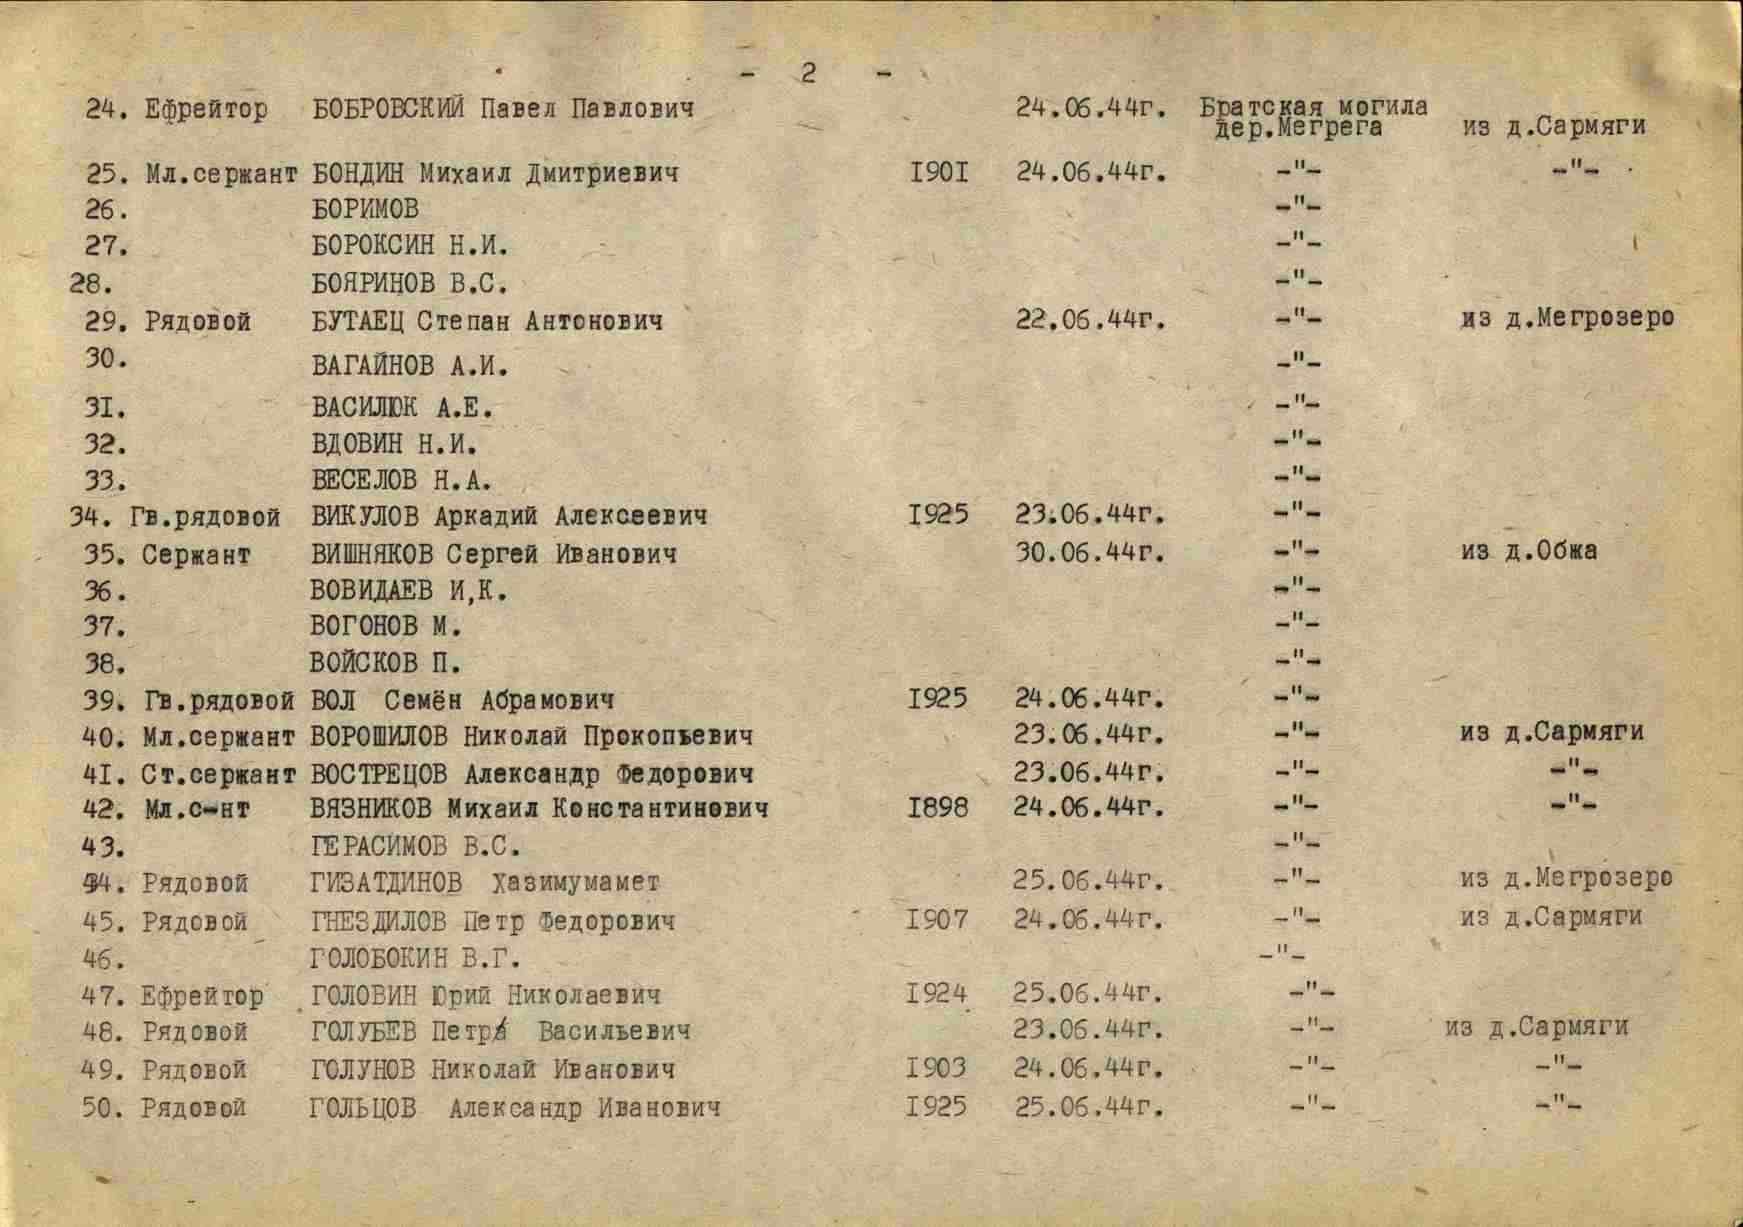 - 2 -
24. Ефрейтор БОБРОВСКИЙ Павел Павлович 24.06.44г. Братская могила
дер.Мегрега из д.Сармяги
25. Мл.сержант БОНДИН Михаил Дмитриевич I90I 24.06.44г. -"- -"-
26. БОРИМОВ -"-
27. БОРОКСИН Н.И. -"-
28. БОЯРИНОВ В.С. -"-
29. Рядовой БУТАЕЦ Степан Антонович 22.06.44г. -"- из д.Мегрозеро
30. ВАГАЙНОВ А.И. -"-
3I. ВАСИЛЮК А.Е. -"-
32. ВДОВИН Н.И. -"-
33. ВЕСЕЛОВ Н.А. -"-
34. Гв.рядовой ВИКУЛОВ Аркадий Алексеевич I925 23.06.44г. -"-
35. Сержант ВИШНЯКОВ Сергей Иванович 30.06.44г. -"- из д.Обжа
36. ВОВИДАЕВ И,К. -"-
37. ВОГОНОВ М. -"-
38. ВОЙСКОВ П. -"-
39. Гв.рядовой ВОЛ Семён Абрамович I925 24.06.44г. -"-
40. Мл.сержант ВОРОШИЛОВ Николай Прокопьевич 23.06.44г. -"- из д.Сармяги
4I. Ст.сержант ВОСТРЕЦОВ Александр Федорович 23.06.44г. -"- -"-
42. Мл.с-нт ВЯЗНИКОВ Михаил Константинович I898 24.06.44г. -"- -"-
43. ГЕРАСИМОВ В.С. -"-
44. Рядовой ГИЗАТДИНОВ Хазимумамет 25.06.44г. -"- из д.Мегрозеро
45. Рядовой ГНЕЗДИЛОВ Петр Федорович I907 24.06.44г. -"- из д.Сармяги
46. ГОЛОБОКИН В.Г. -"-
47. Ефрейтор ГОЛОВИН Юрий Николаевич I924 25.06.44г. -"-
48. Рядовой ГОЛУБЕВ Петр Васильевич 23.06.44г. -"- из д.Сармяги
49. Рядовой ГОЛУНОВ Николай Иванович I903 24.06.44г. -"- -"-
50. Рядовой ГОЛЬЦОВ Александр Иванович I925 25.06.44г. -"- -"-